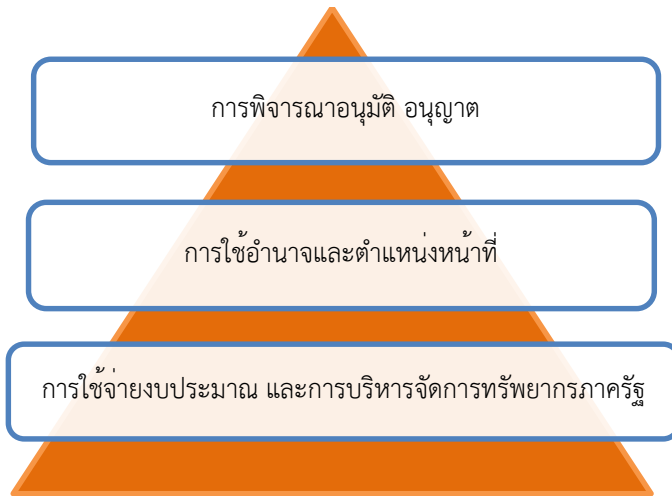 การพิจารณาอนุมัติ อนุญาต
การใช้อำนาจและตำแหน่งหน้าที่
การใช้จ่ายงบประมาณ และการบริหารจัดการทรัพยากรภาครัฐ